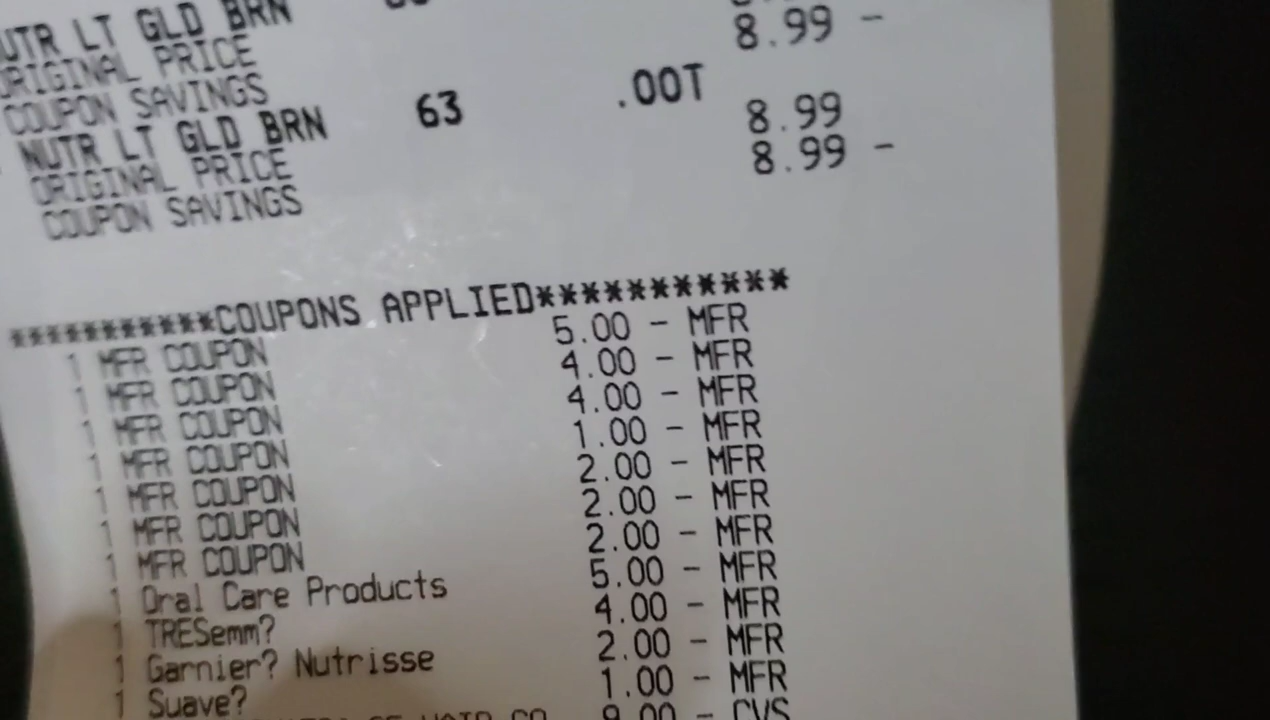 UTR LT GLD BRN
ORIGINAL PRICE
COUPON SAVINGS 8.99 -
NUTR LT GLD BRN 63 .00T
ORIGINAL PRICE 8.99
COUPON SAVINGS 8.99 -
***********COUPONS APPLIED***********
1 MFR COUPON 5.00 - MFR
1 MFR COUPON 4.00 - MFR
1 MFR COUPON 4.00 - MFR
1 MFR COUPON 1.00 - MFR
1 MFR COUPON 2.00 - MFR
1 MFR COUPON 2.00 - MFR
1 MFR COUPON 2.00 - MFR
1 Oral Care Products 5.00 - MFR
1 TRESemm? 4.00 - MFR
1 Garnier? Nutrisse 2.00 - MFR
1 Suave? 1.00 - MFR
CVS